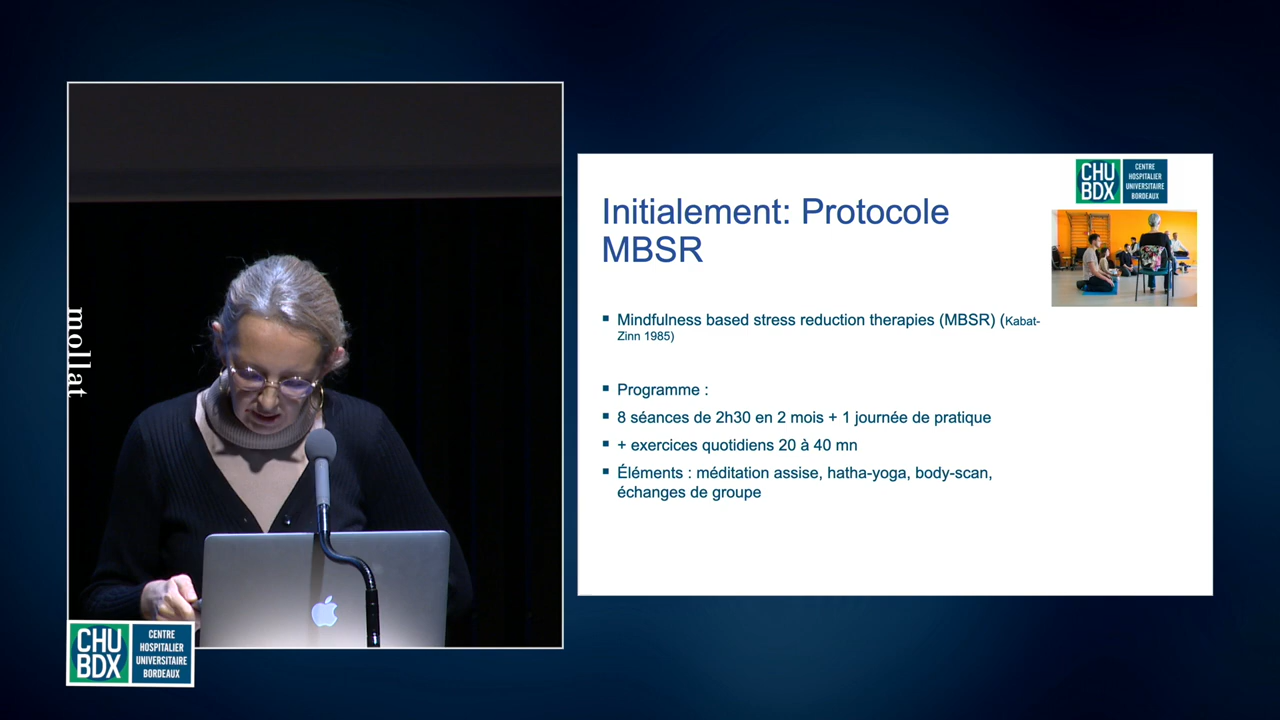 mollat
CHU
BDX
CENTRE
HOSPITALIER
UNIVERSITAIRE
BORDEAUX
CHU
BDX
CENTRE
HOSPITALIER
UNIVERSITAIRE
BORDEAUX
Initialement: Protocole
MBSR
▪ Mindfulness based stress reduction therapies (MBSR) (Kabat-
Zinn 1985)
▪ Programme :
▪ 8 séances de 2h30 en 2 mois + 1 journée de pratique
▪ + exercices quotidiens 20 à 40 mn
▪ Éléments : méditation assise, hatha-yoga, body-scan,
échanges de groupe